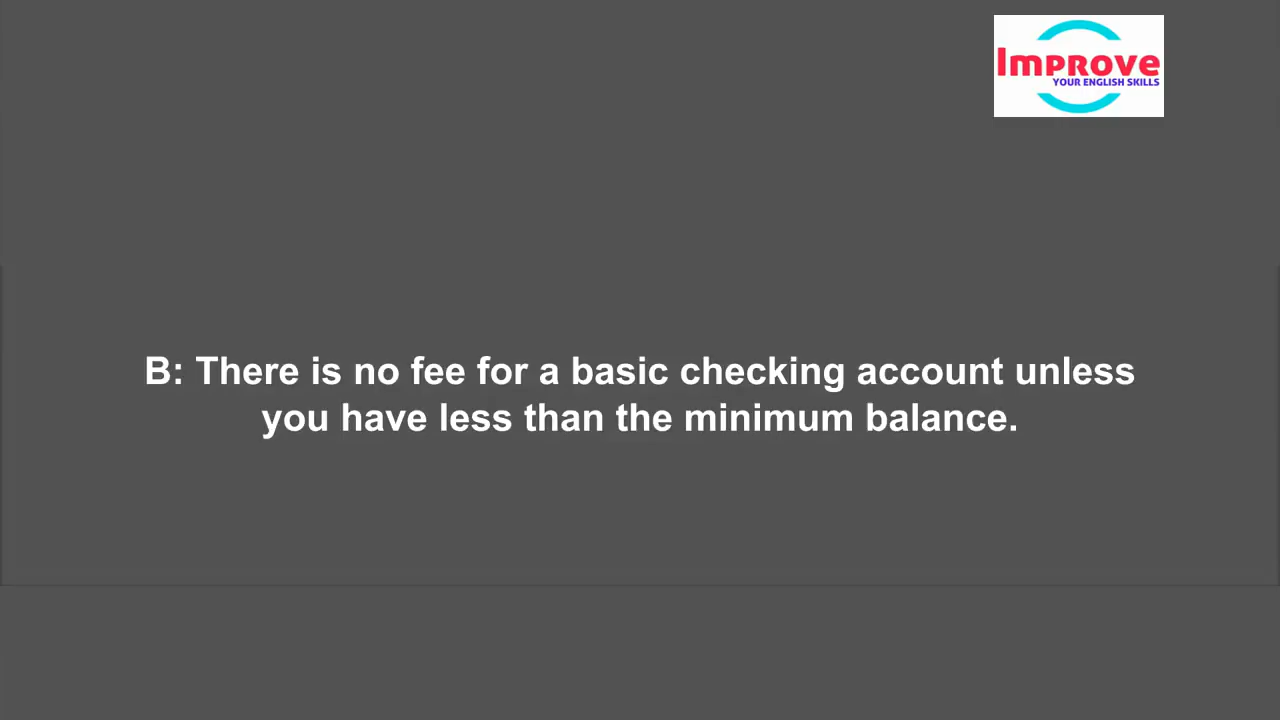 Improve
YOUR ENGLISH SKILLS
B: There is no fee for a basic checking account unless
you have less than the minimum balance.